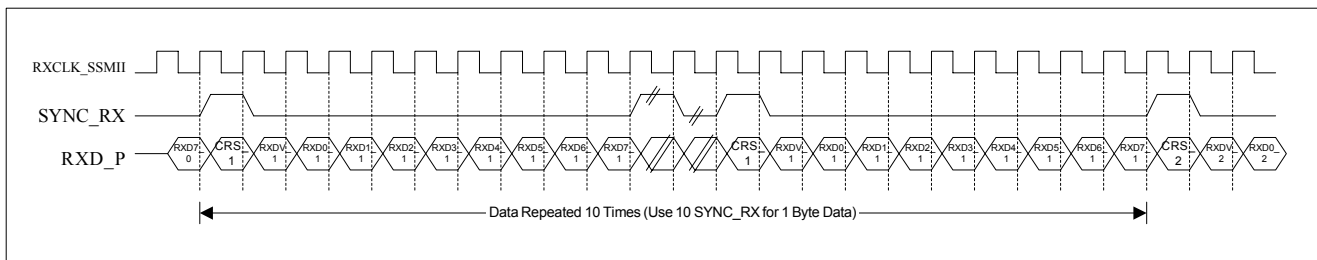 RXCLK_SSMII
SYNC_RX
RXD_P
RXD7_0 CRS_1 RXDV_1 RXD0_1 RXD1_1 RXD2_1 RXD3_1 RXD4_1 RXD5_1 RXD6_1 RXD7_1 CRS_1 RXDV_1 RXD0_1 RXD1_1 RXD2_1 RXD3_1 RXD4_1 RXD5_1 RXD6_1 RXD7_1 CRS_2 RXDV_2 RXD0_2
Data Repeated 10 Times (Use 10 SYNC_RX for 1 Byte Data)